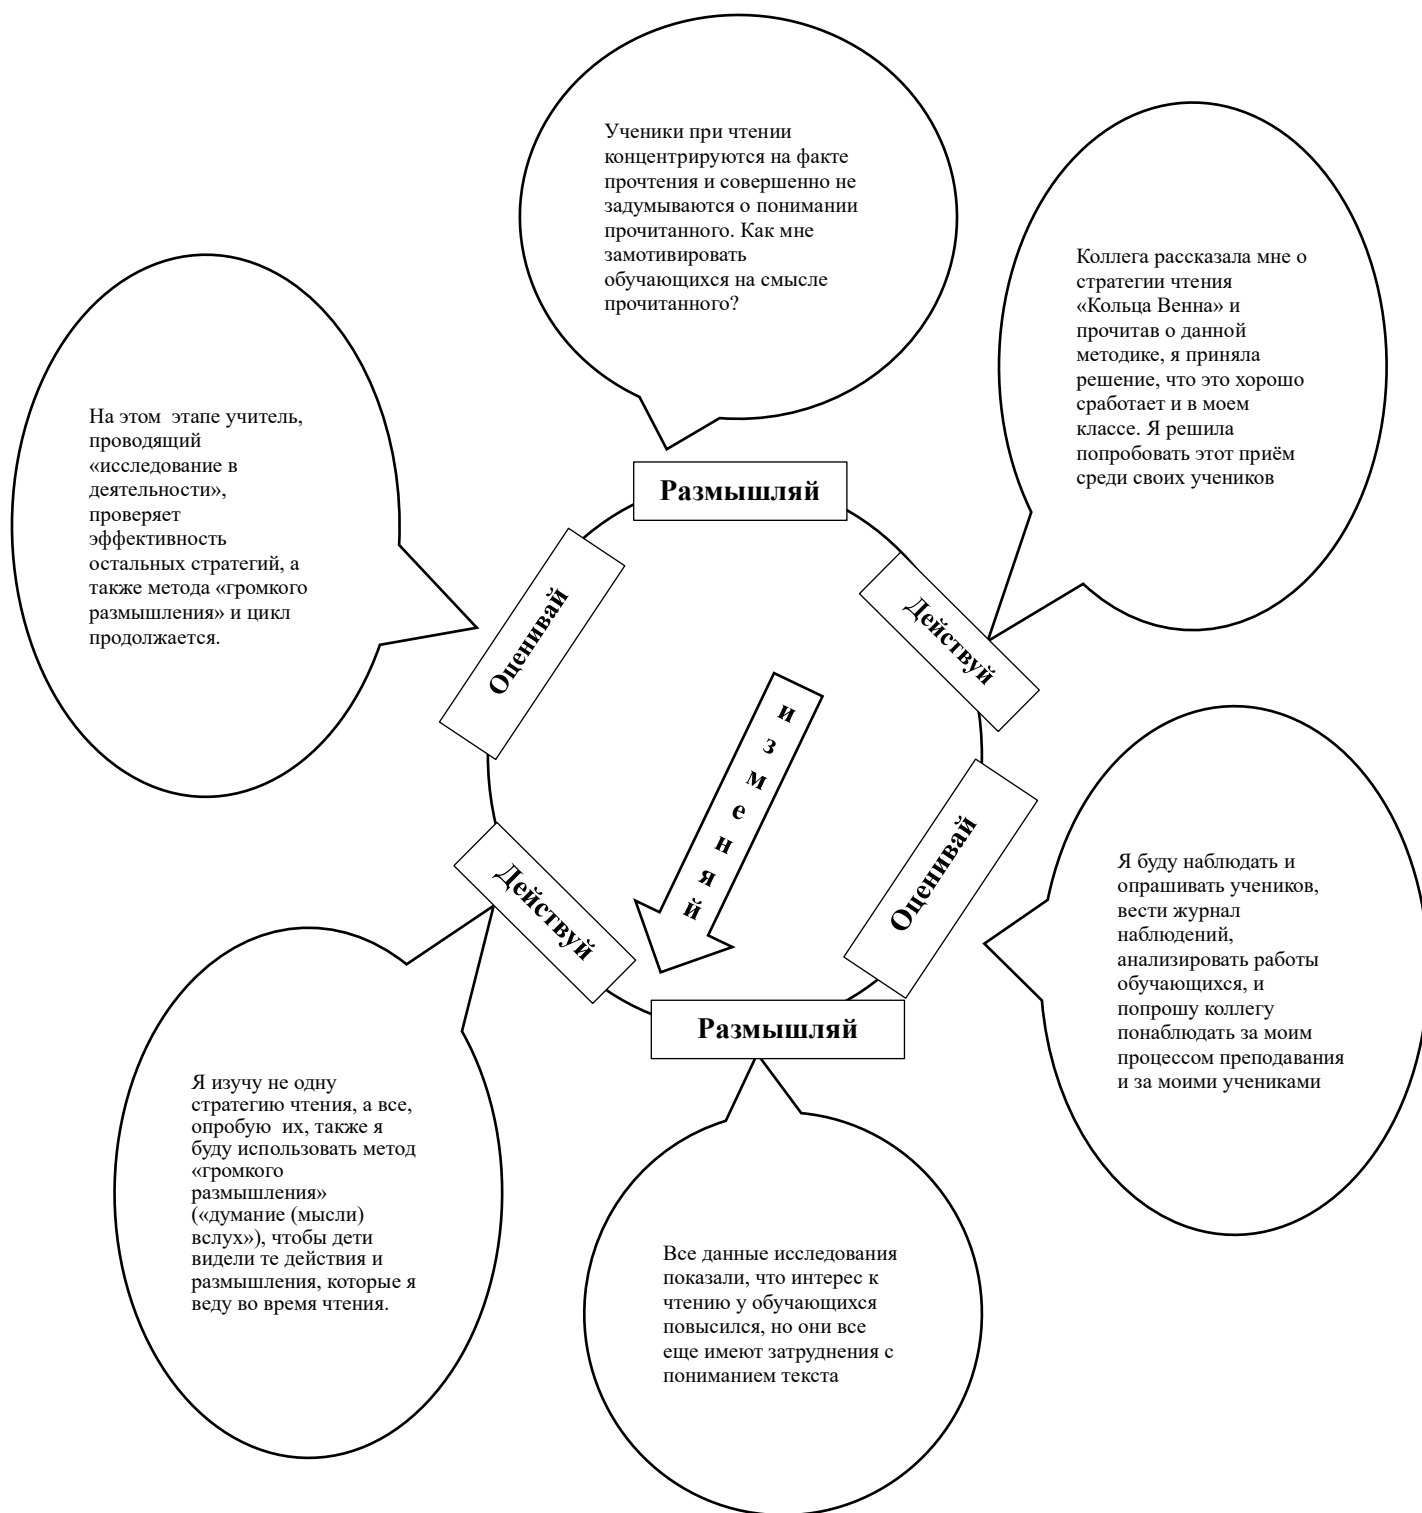 Ученики при чтении
концентрируются на факте
прочтения и совершенно не
задумываются о понимании
прочитанного. Как мне
замотивировать
обучающихся на смысле
прочитанного?
Размышляй
Коллега рассказала мне о
стратегии чтения
«Кольца Венна» и
прочитав о данной
методике, я приняла
решение, что это хорошо
сработает и в моем
классе. Я решила
попробовать этот приём
среди своих учеников
Действуй
Я буду наблюдать и
опрашивать учеников,
вести журнал
наблюдений,
анализировать работы
обучающихся, и
попрошу коллегу
понаблюдать за моим
процессом преподавания
и за моими учениками
Оценивай
изменяй
Размышляй
Все данные исследования
показали, что интерес к
чтению у обучающихся
повысился, но они все
еще имеют затруднения с
пониманием текста
Действуй
Я изучу не одну
стратегию чтения, а все,
опробую  их, также я
буду использовать метод
«громкого
размышления»
(«думание (мысли)
вслух»), чтобы дети
видели те действия и
размышления, которые я
веду во время чтения.
Оценивай
На этом  этапе учитель,
проводящий
«исследование в
деятельности»,
проверяет
эффективность
остальных стратегий, а
также метода «громкого
размышления» и цикл
продолжается.